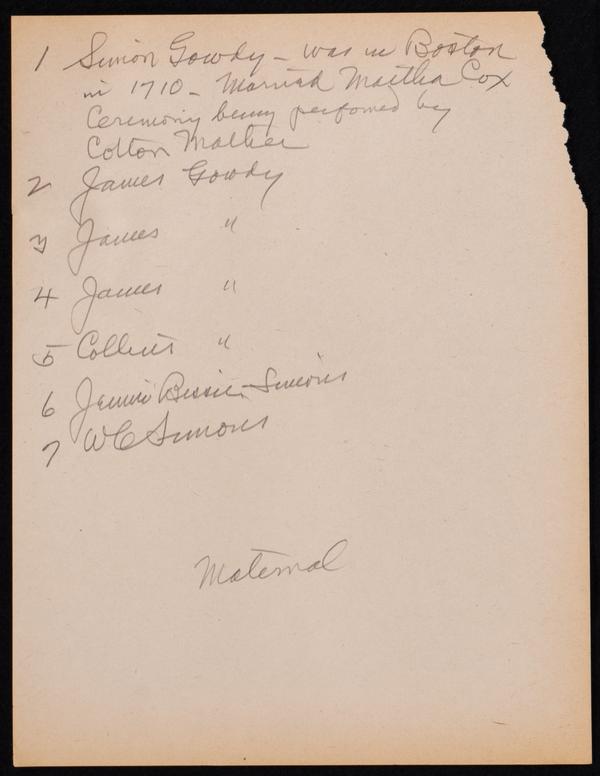 1 Simon Gowdy - was in Boston
in 1710 - Married Martha Cox
Ceremony being performed by
Cotton Mather
2 James Gowdy
3 James "
4 James "
5 Collins "
6 Jennie Bessie Simons
7 W C Simons
Maternal